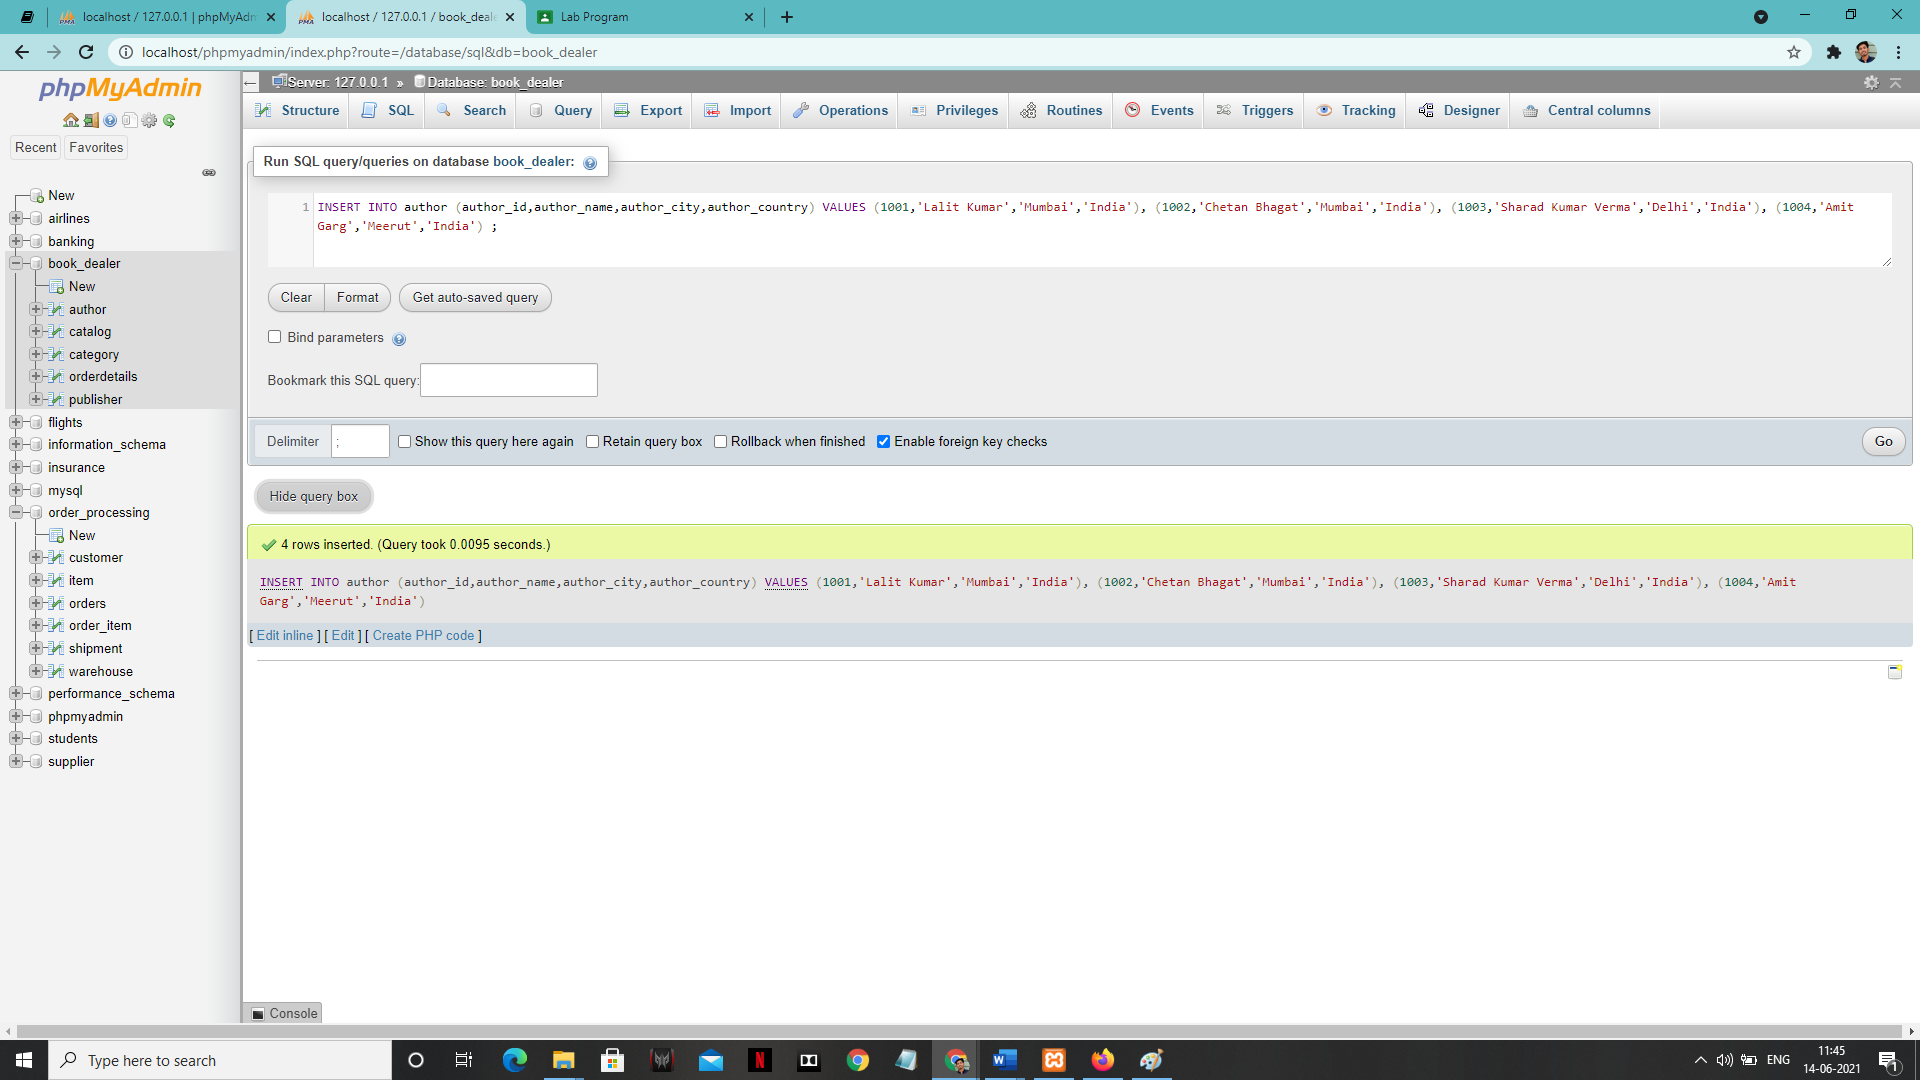 localhost / 127.0.0.1 | phpMyAdm
localhost / 127.0.0.1 / book_deale
Lab Program
localhost/phpmyadmin/index.php?route=/database/sql&db=book_dealer
phpMyAdmin
Recent
Favorites
New
airlines
banking
book_dealer
New
author
catalog
category
orderdetails
publisher
flights
information_schema
insurance
mysql
order_processing
New
customer
item
orders
order_item
shipment
warehouse
performance_schema
phpmyadmin
students
supplier
Server: 127.0.0.1 » Database: book_dealer
Structure SQL Search Query Export Import Operations Privileges Routines Events Triggers Tracking Designer Central columns
Run SQL query/queries on database book_dealer:
1 INSERT INTO author (author_id,author_name,author_city,author_country) VALUES (1001,'Lalit Kumar','Mumbai','India'), (1002,'Chetan Bhagat','Mumbai','India'), (1003,'Sharad Kumar Verma','Delhi','India'), (1004,'Amit
Garg','Meerut','India') ;
Clear Format Get auto-saved query
Bind parameters
Bookmark this SQL query:
Delimiter ; Show this query here again Retain query box Rollback when finished Enable foreign key checks Go
Hide query box
4 rows inserted. (Query took 0.0095 seconds.)
INSERT INTO author (author_id,author_name,author_city,author_country) VALUES (1001,'Lalit Kumar','Mumbai','India'), (1002,'Chetan Bhagat','Mumbai','India'), (1003,'Sharad Kumar Verma','Delhi','India'), (1004,'Amit
Garg','Meerut','India')
[ Edit inline ] [ Edit ] [ Create PHP code ]
Console
Type here to search
ENG
11:45
14-06-2021
1